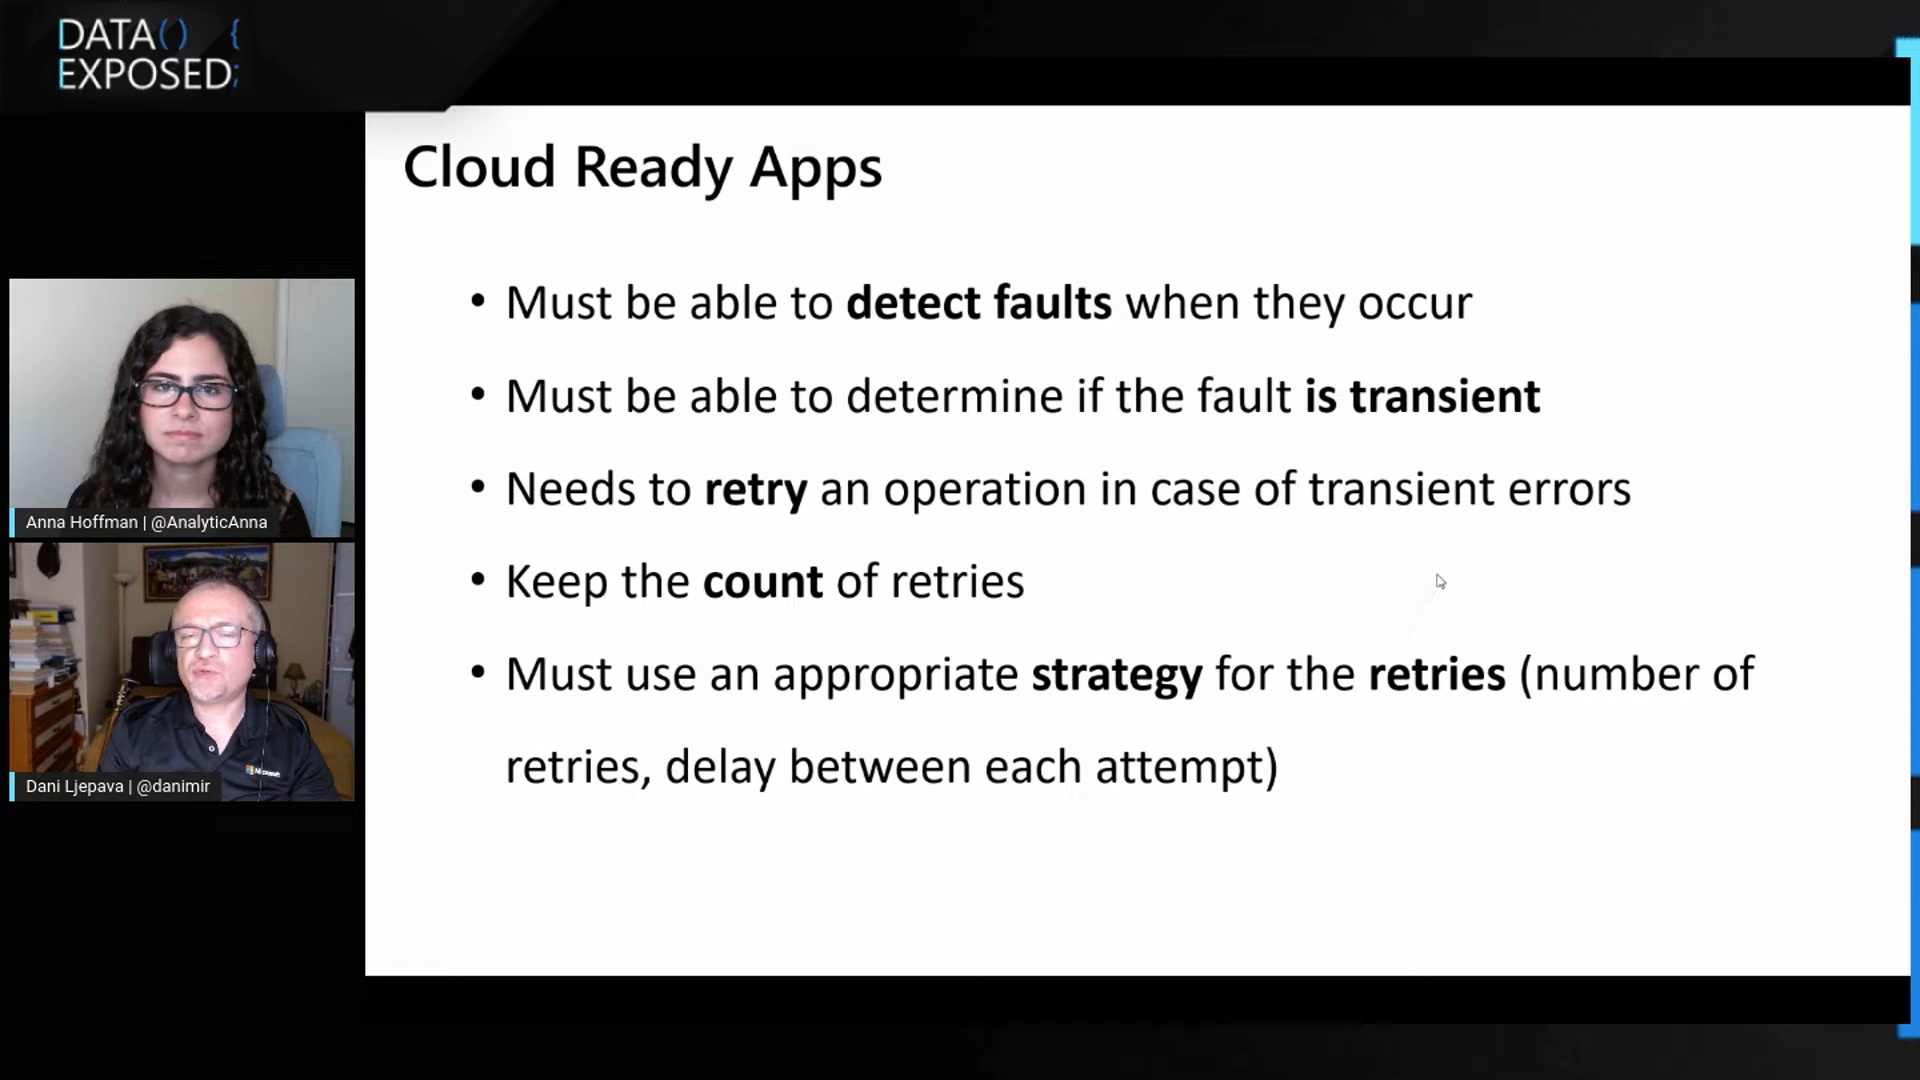 DATA() {
EXPOSED;
Cloud Ready Apps
• Must be able to detect faults when they occur
• Must be able to determine if the fault is transient
• Needs to retry an operation in case of transient errors
• Keep the count of retries
• Must use an appropriate strategy for the retries (number of
retries, delay between each attempt)
Anna Hoffman | @AnalyticAnna
Microsoft
Dani Ljepava | @danimir